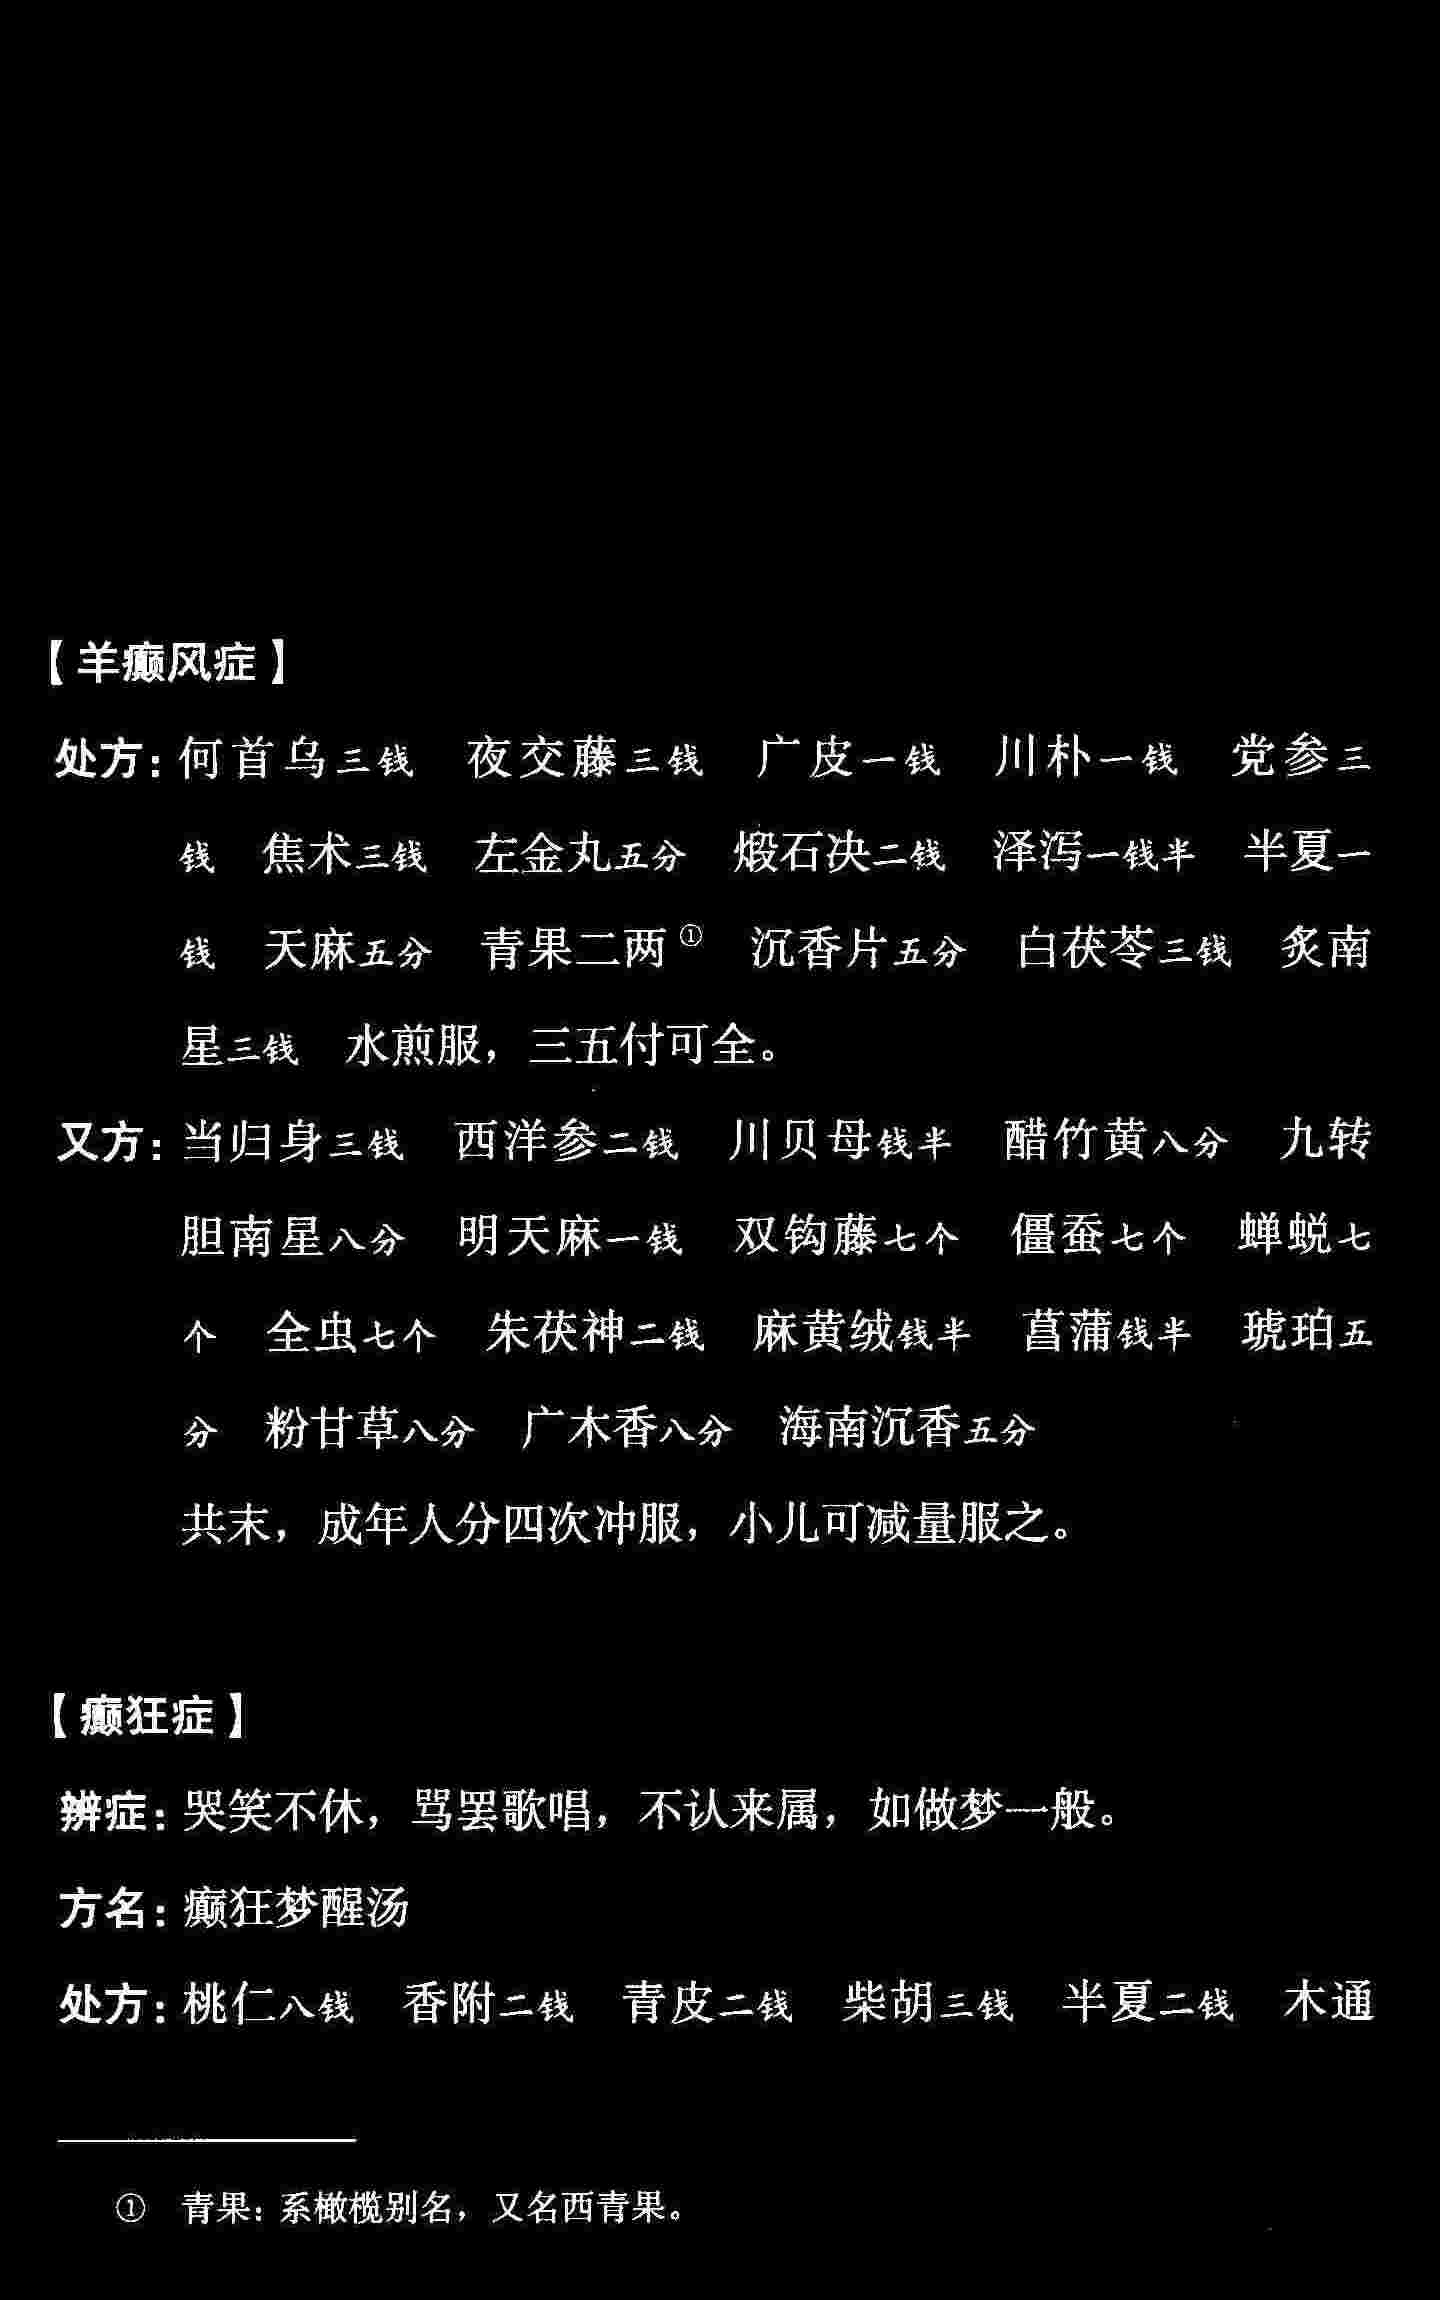 【羊癫风症】
处方：何首乌三钱 夜交藤三钱 广皮一钱 川朴一钱 党参三
钱 焦术三钱 左金丸五分 煅石决二钱 泽泻一钱半 半夏一
钱 天麻五分 青果二两① 沉香片五分 白茯苓三钱 炙南
星三钱 水煎服，三五付可全。
又方：当归身三钱 西洋参二钱 川贝母钱半 醋竹黄八分 九转
胆南星八分 明天麻一钱 双钩藤七个 僵蚕七个 蝉蜕七
个 全虫七个 朱茯神二钱 麻黄绒钱半 菖蒲钱半 琥珀五
分 粉甘草八分 广木香八分 海南沉香五分
共末，成年人分四次冲服，小儿可减量服之。
【癫狂症】
辨症：哭笑不休，骂詈歌唱，不认来属，如做梦一般。
方名：癫狂梦醒汤
处方：桃仁八钱 香附二钱 青皮二钱 柴胡三钱 半夏二钱 木通
① 青果：系橄榄别名，又名西青果。